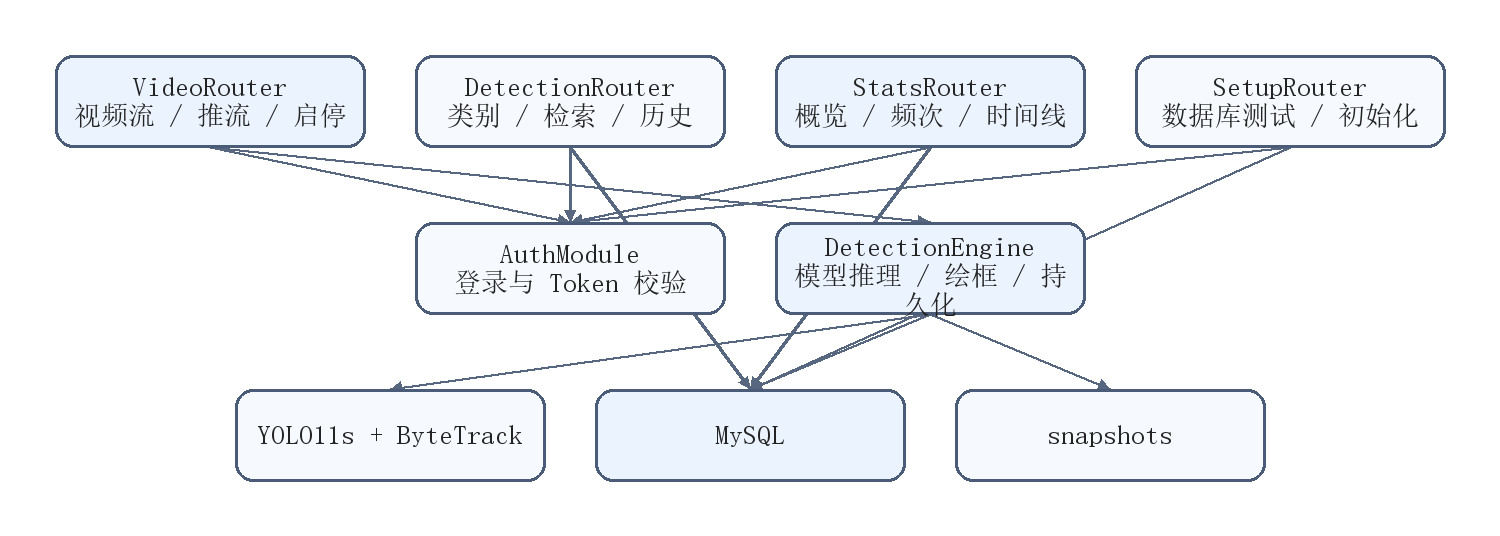 VideoRouter
视频流 / 推流 / 启停
DetectionRouter
类别 / 检索 / 历史
StatsRouter
概览 / 频次 / 时间线
SetupRouter
数据库测试 / 初始化
AuthModule
登录与 Token 校验
DetectionEngine
模型推理 / 绘框 / 持
久化
YOLO11s + ByteTrack
MySQL
snapshots